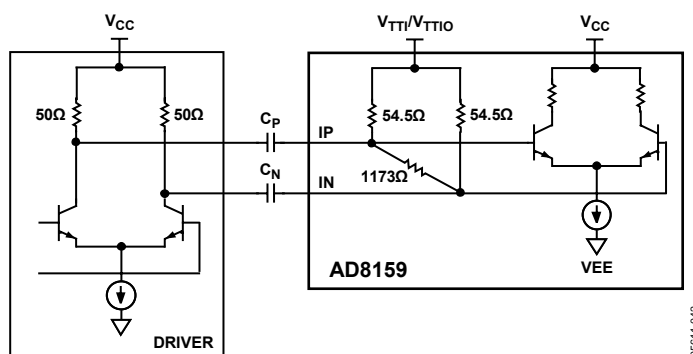 VCC
VTTI/VTTIO
VCC
50Ω
50Ω
54.5Ω
54.5Ω
CP
IP
CN
IN
1173Ω
AD8159
VEE
DRIVER